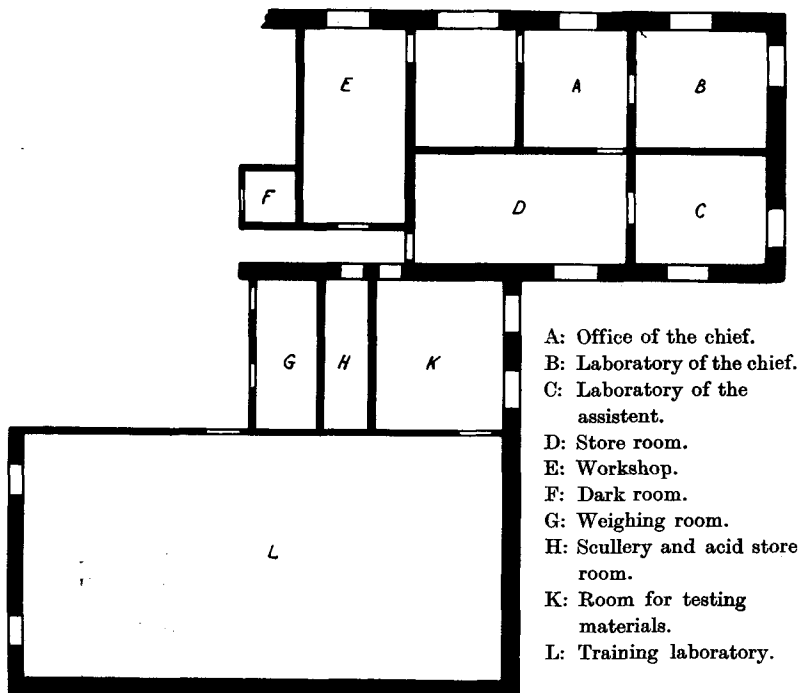 E
A
B
F
D
C
G
H
K
L
A: Office of the chief.
B: Laboratory of the chief.
C: Laboratory of the
assistent.
D: Store room.
E: Workshop.
F: Dark room.
G: Weighing room.
H: Scullery and acid store
room.
K: Room for testing
materials.
L: Training laboratory.